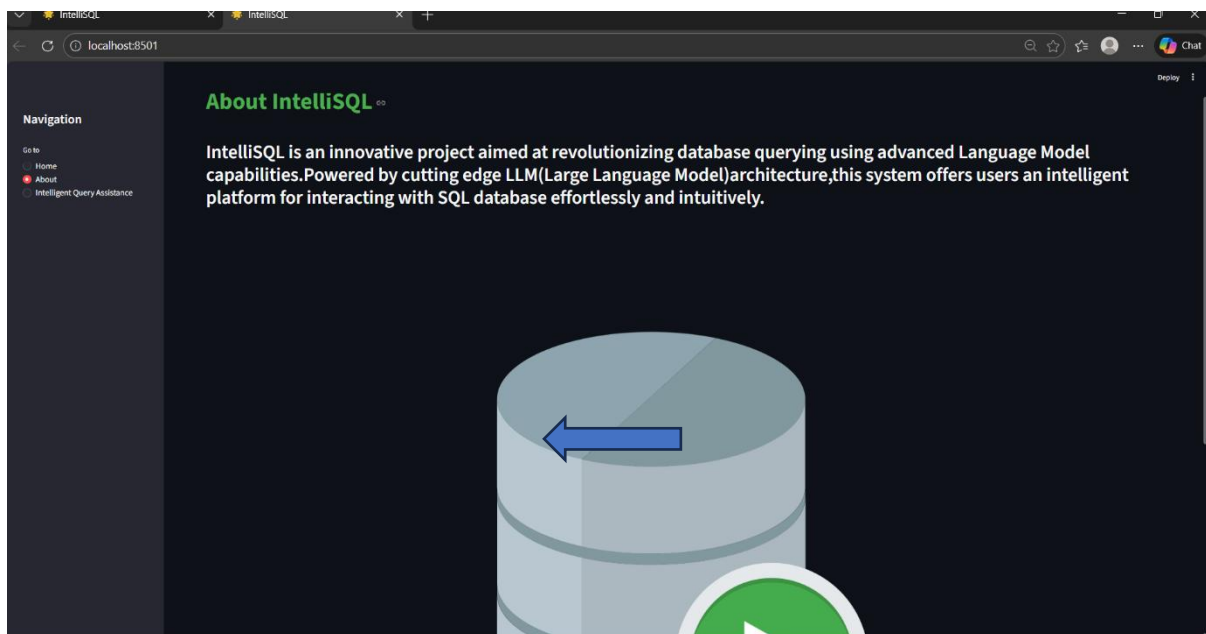 IntelliSQL
IntelliSQL
localhost:8501
Chat
Deploy
Navigation
Go to
Home
About
Intelligent Query Assistance
About IntelliSQL
IntelliSQL is an innovative project aimed at revolutionizing database querying using advanced Language Model
capabilities.Powered by cutting edge LLM(Large Language Model)architecture,this system offers users an intelligent
platform for interacting with SQL database effortlessly and intuitively.